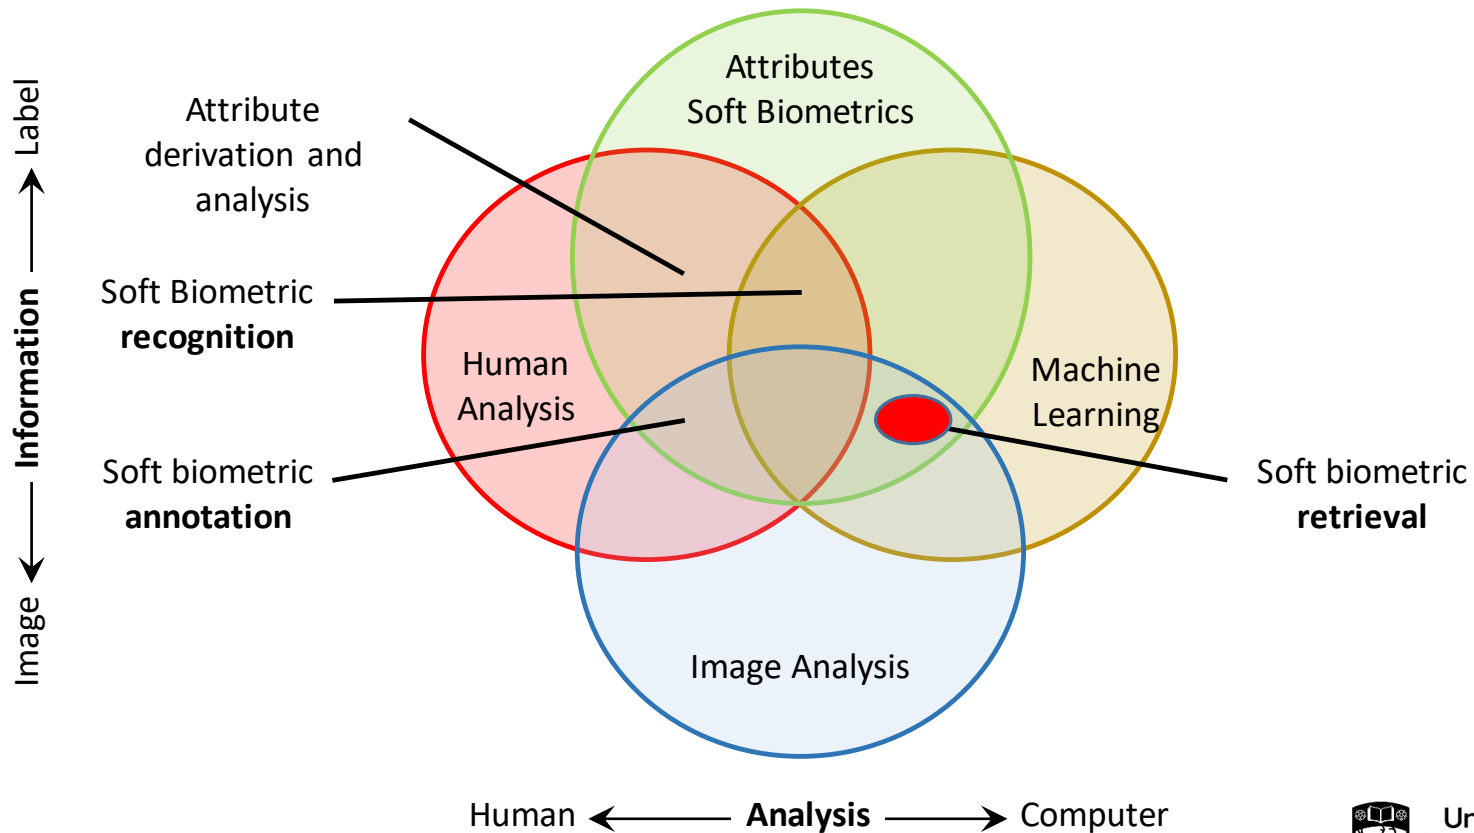 Attributes
Soft Biometrics
Attribute
derivation and
analysis
Soft Biometric
recognition
Human
Analysis
Machine
Learning
Soft biometric
annotation
Soft biometric
retrieval
Image Analysis
Label
Information
Image
Human
Analysis
Computer